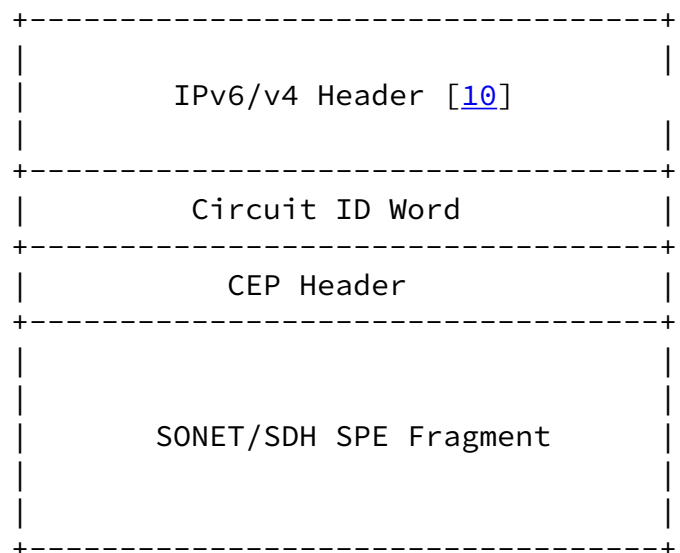 IPv6/v4 Header [10]
Circuit ID Word
CEP Header
SONET/SDH SPE Fragment